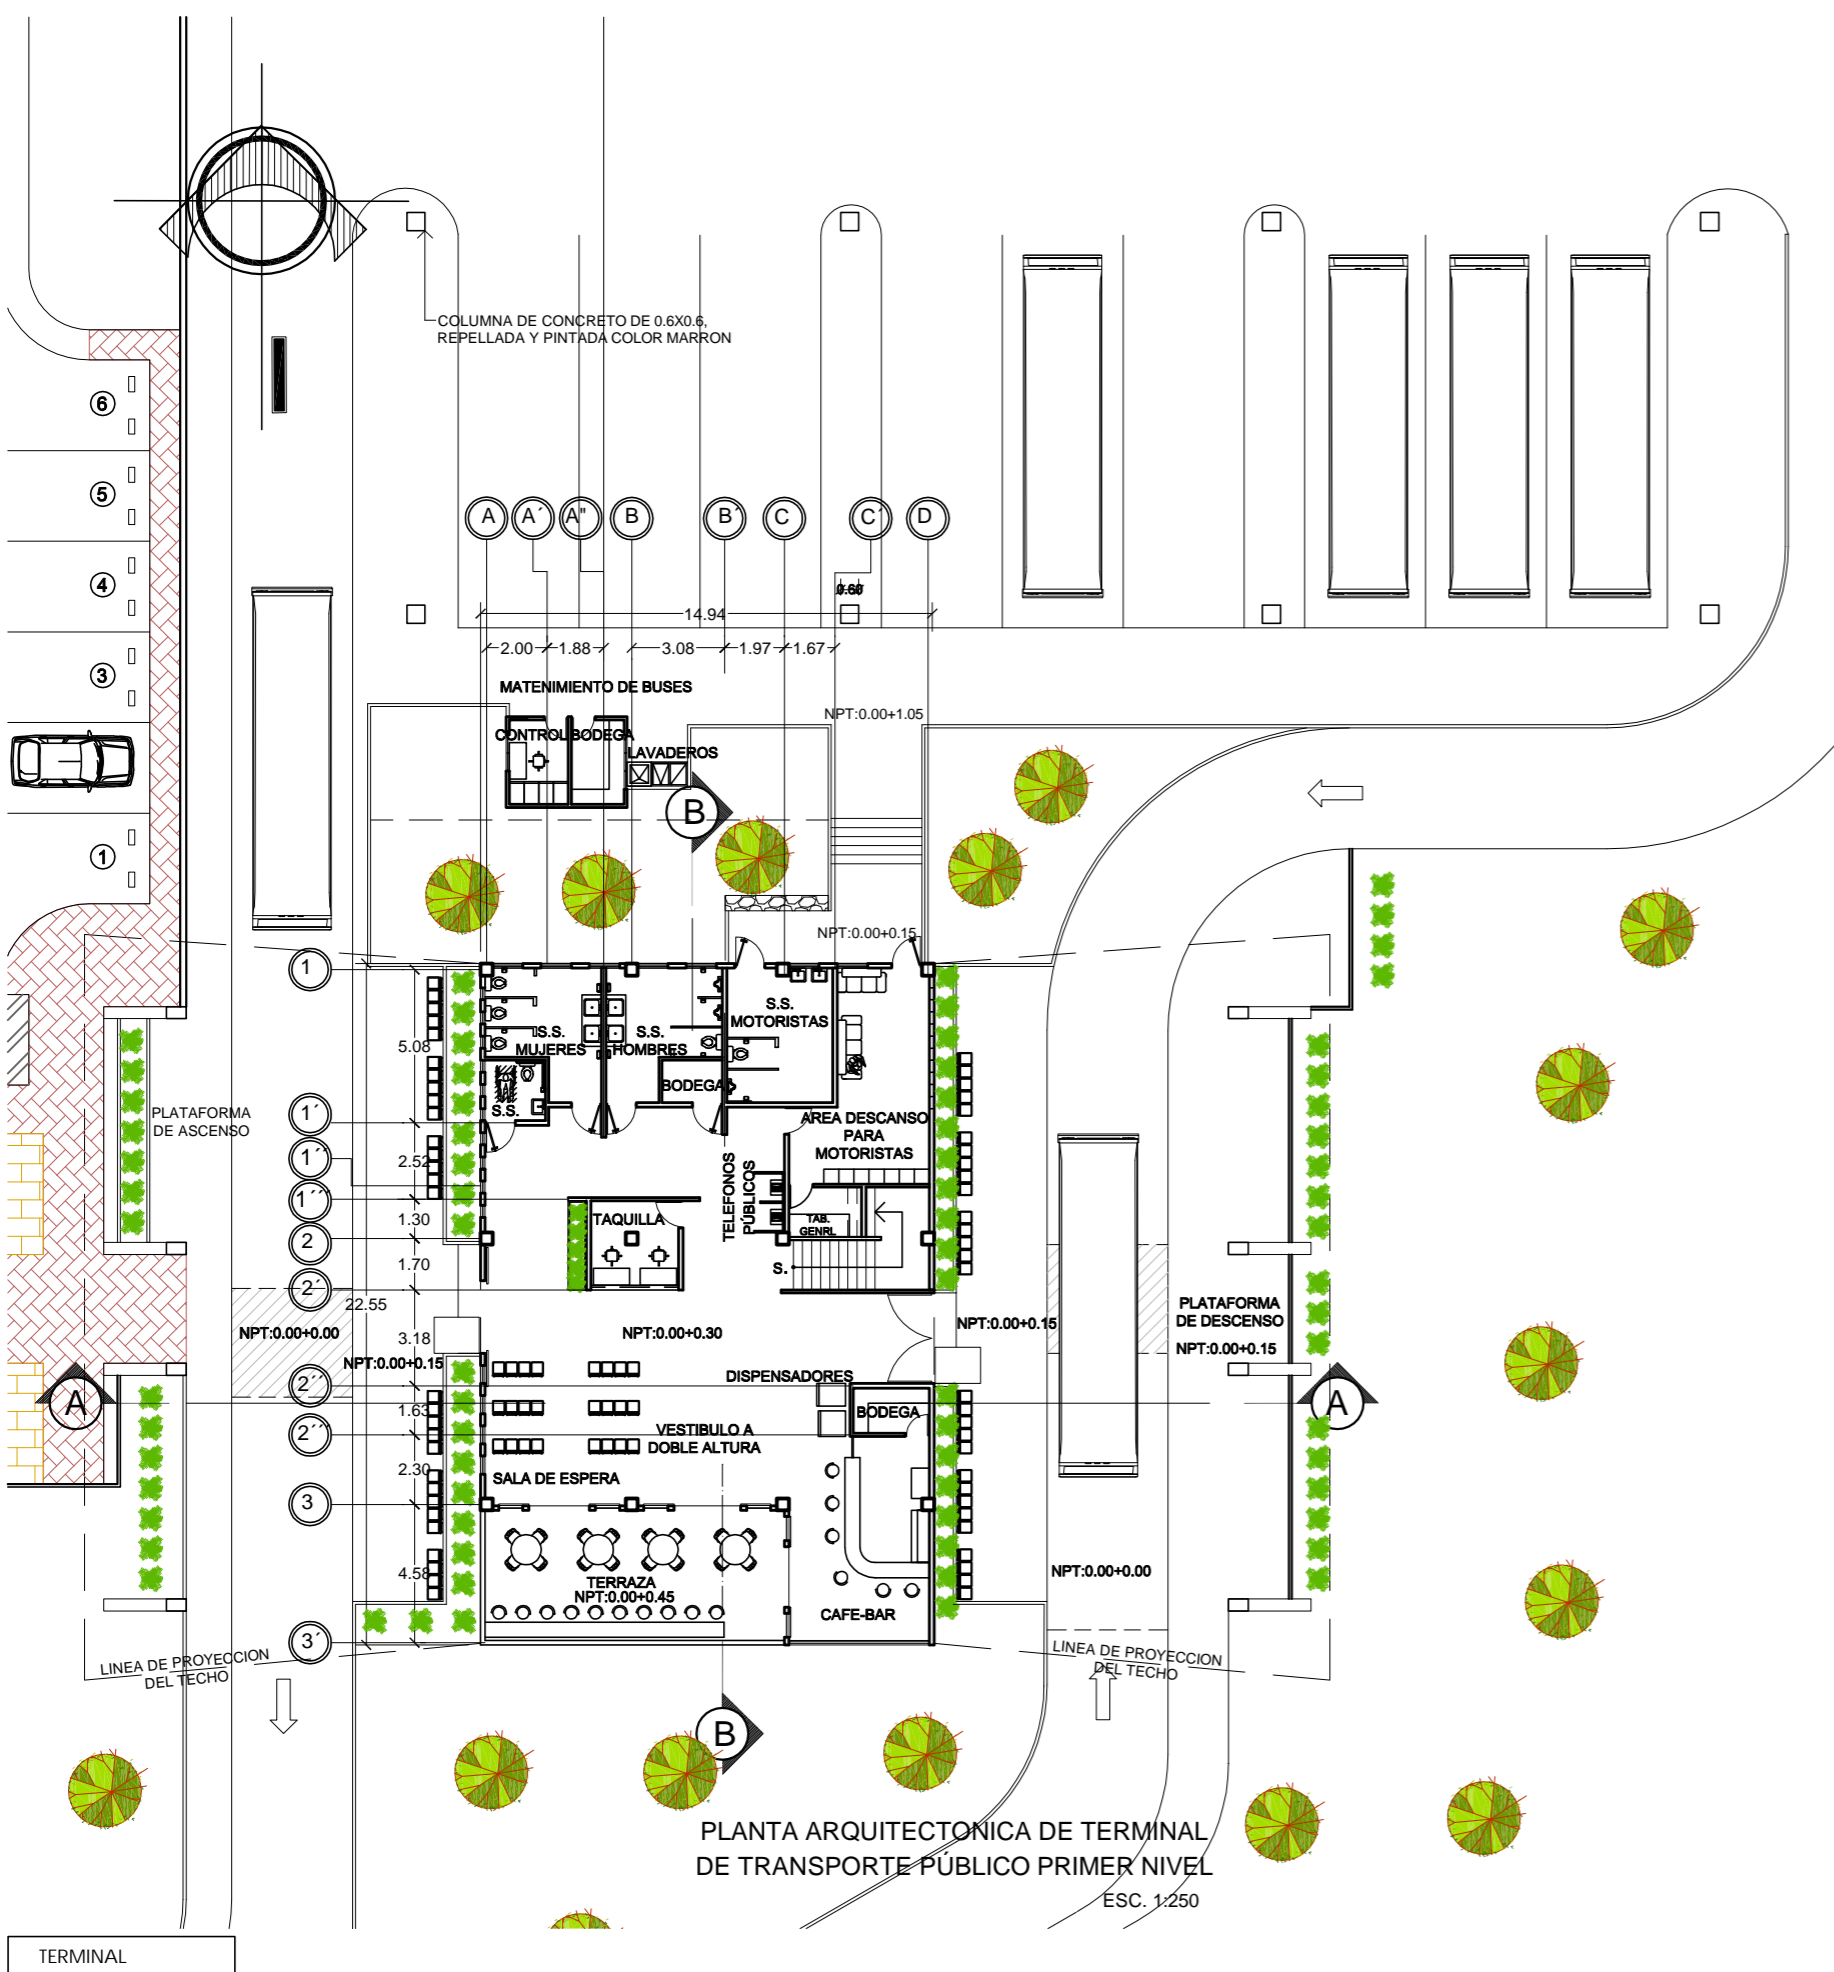 COLUMNA DE CONCRETO DE 0.6X0.6,
REPELLADA Y PINTADA COLOR MARRON
6
5
4
3
1
A
A´
A"
B
B´
C
C´
D
0.60
14.94
2.00
1.88
3.08
1.97
1.67
MATENIMIENTO DE BUSES
NPT:0.00+1.05
CONTROL
BODEGA
LAVADEROS
B
NPT:0.00+0.15
1
S.S.
MOTORISTAS
S.S.
MUJERES
S.S.
HOMBRES
5.08
BODEGA
S.S.
PLATAFORMA
DE ASCENSO
1´
AREA DESCANSO
PARA
MOTORISTAS
1´´
2.52
TELEFONOS
PÚBLICOS
1´´´
1.30
TAQUILLA
TAB.
GENRL
2
1.70
S.
2´
22.55
PLATAFORMA
DE DESCENSO
NPT:0.00+0.15
NPT:0.00+0.00
3.18
NPT:0.00+0.30
NPT:0.00+0.15
NPT:0.00+0.15
DISPENSADORES
2´´
A
A
1.63
BODEGA
2´´´
VESTIBULO A
DOBLE ALTURA
2.30
SALA DE ESPERA
3
4.58
TERRAZA
NPT:0.00+0.45
NPT:0.00+0.00
CAFE-BAR
3´
LINEA DE PROYECCION
DEL TECHO
LINEA DE PROYECCION
DEL TECHO
B
PLANTA ARQUITECTONICA DE TERMINAL
DE TRANSPORTE PÚBLICO PRIMER NIVEL
ESC. 1:250
TERMINAL